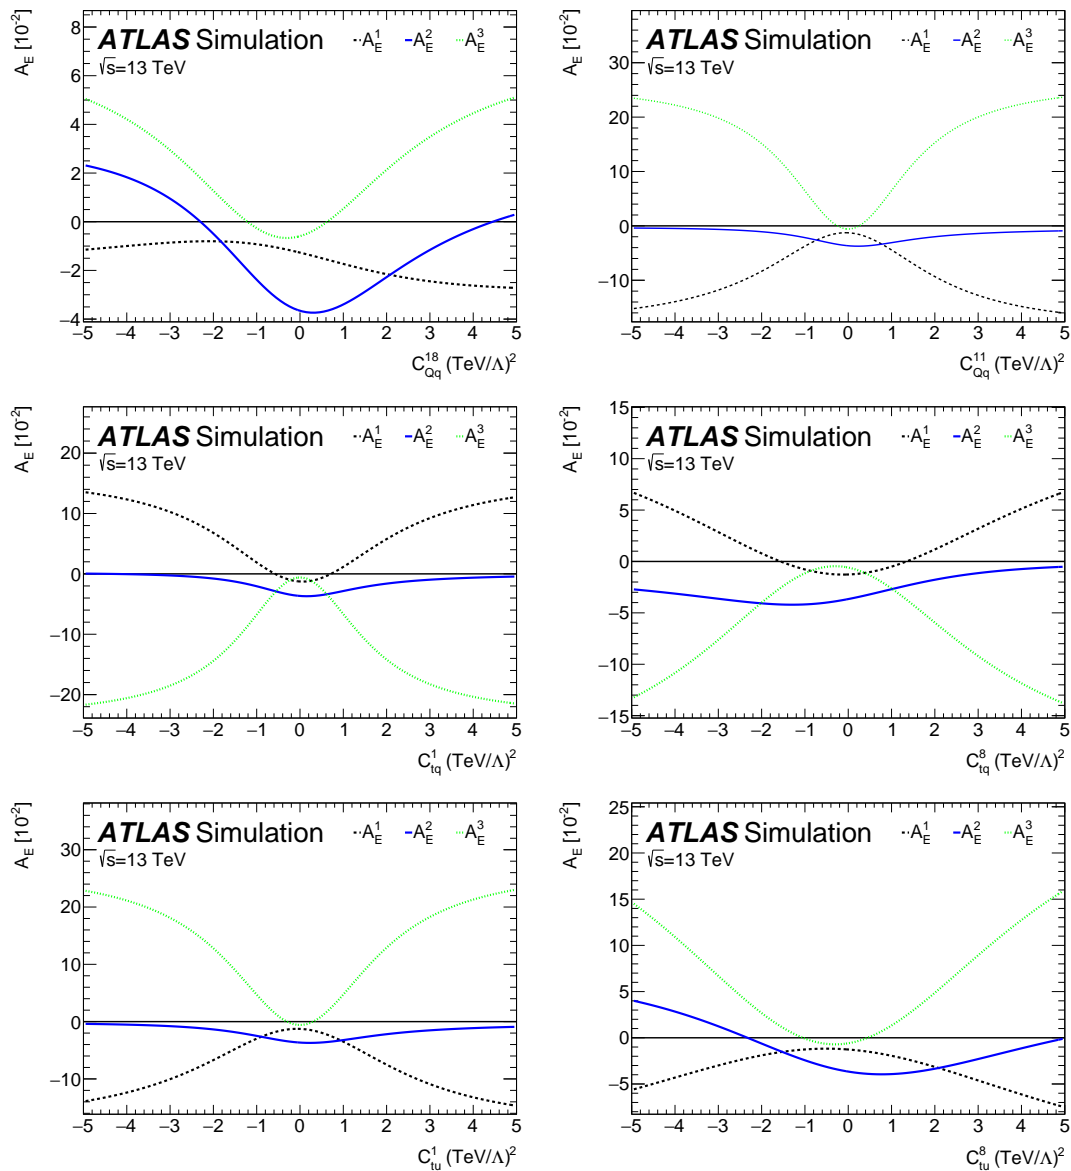 A_E [10^-2]
ATLAS Simulation
√s=13 TeV
A_E^1 A_E^2 A_E^3
8
6
4
2
0
−2
−4
−5 −4 −3 −2 −1 0 1 2 3 4 5
C_Qq^18 (TeV/Λ)^2
A_E [10^-2]
ATLAS Simulation
√s=13 TeV
A_E^1 A_E^2 A_E^3
30
20
10
0
−10
−5 −4 −3 −2 −1 0 1 2 3 4 5
C_Qq^11 (TeV/Λ)^2
A_E [10^-2]
ATLAS Simulation
√s=13 TeV
A_E^1 A_E^2 A_E^3
20
10
0
−10
−20
−5 −4 −3 −2 −1 0 1 2 3 4 5
C_tq^1 (TeV/Λ)^2
A_E [10^-2]
ATLAS Simulation
√s=13 TeV
A_E^1 A_E^2 A_E^3
15
10
5
0
−5
−10
−15
−5 −4 −3 −2 −1 0 1 2 3 4 5
C_tq^8 (TeV/Λ)^2
A_E [10^-2]
ATLAS Simulation
√s=13 TeV
A_E^1 A_E^2 A_E^3
30
20
10
0
−10
−5 −4 −3 −2 −1 0 1 2 3 4 5
C_tu^1 (TeV/Λ)^2
A_E [10^-2]
ATLAS Simulation
√s=13 TeV
A_E^1 A_E^2 A_E^3
25
20
15
10
5
0
−5
−5 −4 −3 −2 −1 0 1 2 3 4 5
C_tu^8 (TeV/Λ)^2